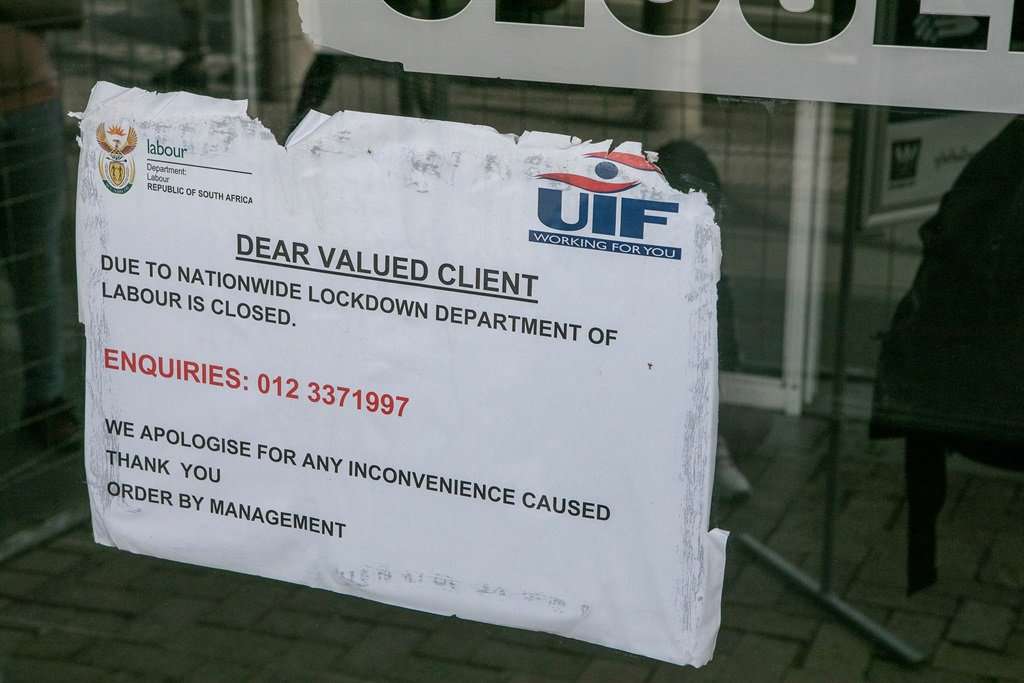 labour
Department:
Labour
REPUBLIC OF SOUTH AFRICA
UIF
WORKING FOR YOU
DEAR VALUED CLIENT
DUE TO NATIONWIDE LOCKDOWN DEPARTMENT OF
LABOUR IS CLOSED.
ENQUIRIES: 012 3371997
WE APOLOGISE FOR ANY INCONVENIENCE CAUSED
THANK YOU
ORDER BY MANAGEMENT